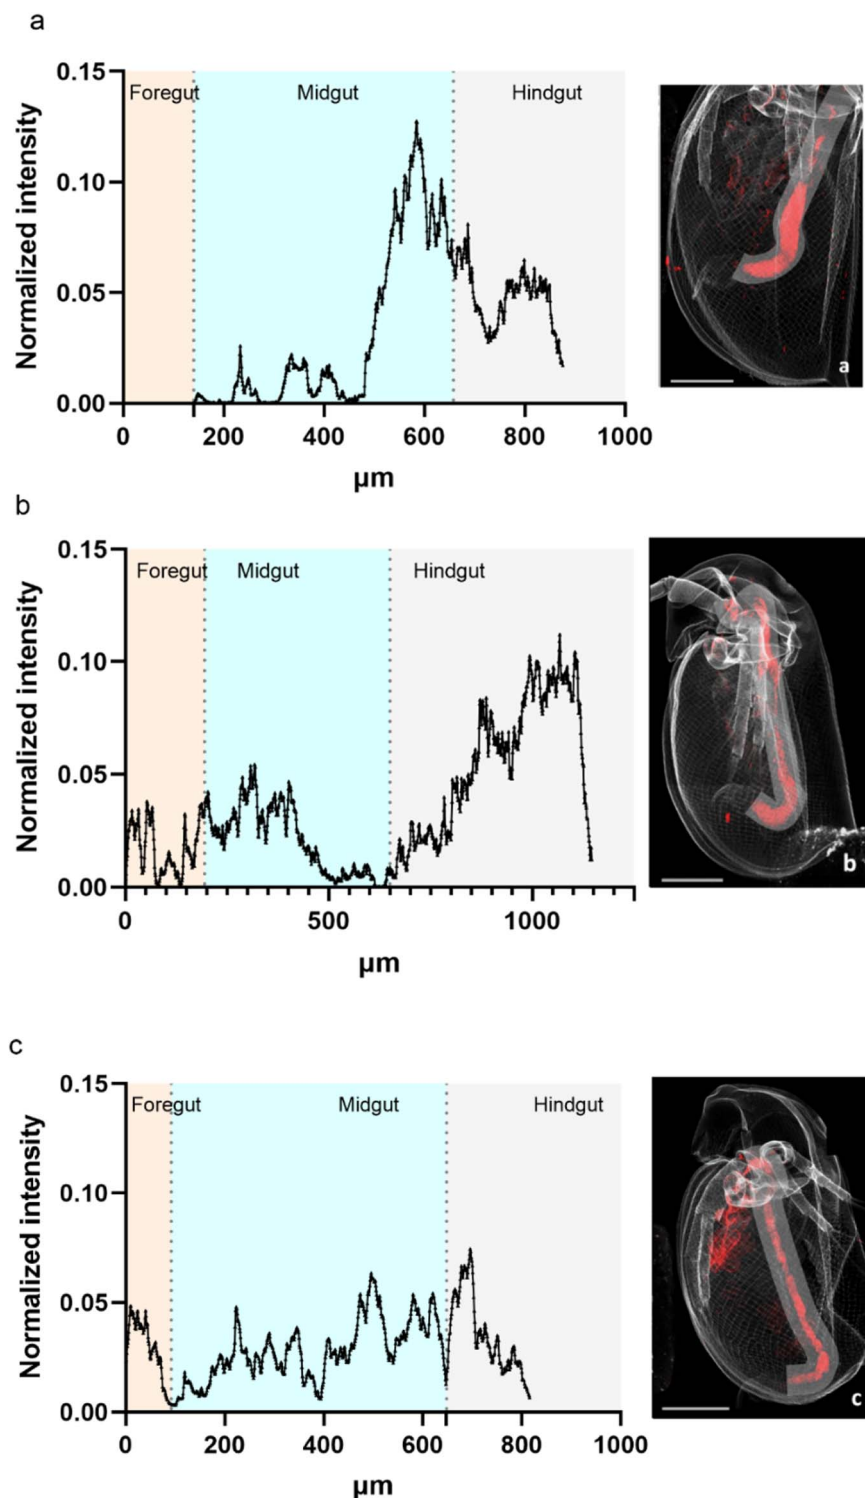 a
0.15
Foregut Midgut Hindgut
0.10
Normalized intensity
0.05
0.00
0 200 400 600 800 1000
µm
a
b
0.15
Foregut Midgut Hindgut
0.10
Normalized intensity
0.05
0.00
0 500 1000
µm
b
c
0.15
Foregut Midgut Hindgut
0.10
Normalized intensity
0.05
0.00
0 200 400 600 800 1000
µm
c